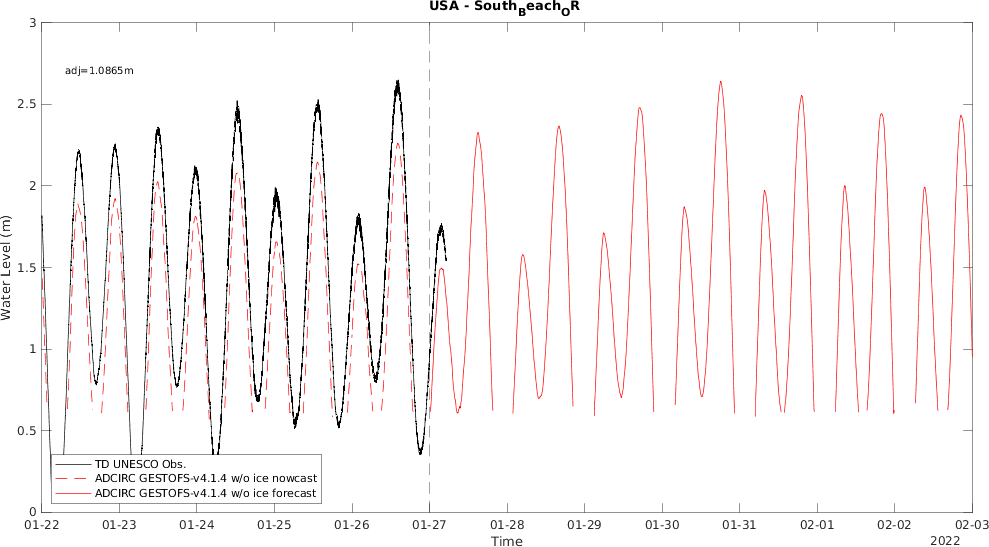 USA - SouthBeachOR
adj=1.0865m
3
2.5
2
1.5
1
0.5
0
Water Level (m)
TD UNESCO Obs.
ADCIRC GESTOFS-v4.1.4 w/o ice nowcast
ADCIRC GESTOFS-v4.1.4 w/o ice forecast
01-22 01-23 01-24 01-25 01-26 01-27 01-28 01-29 01-30 01-31 02-01 02-02 02-03
Time
2022